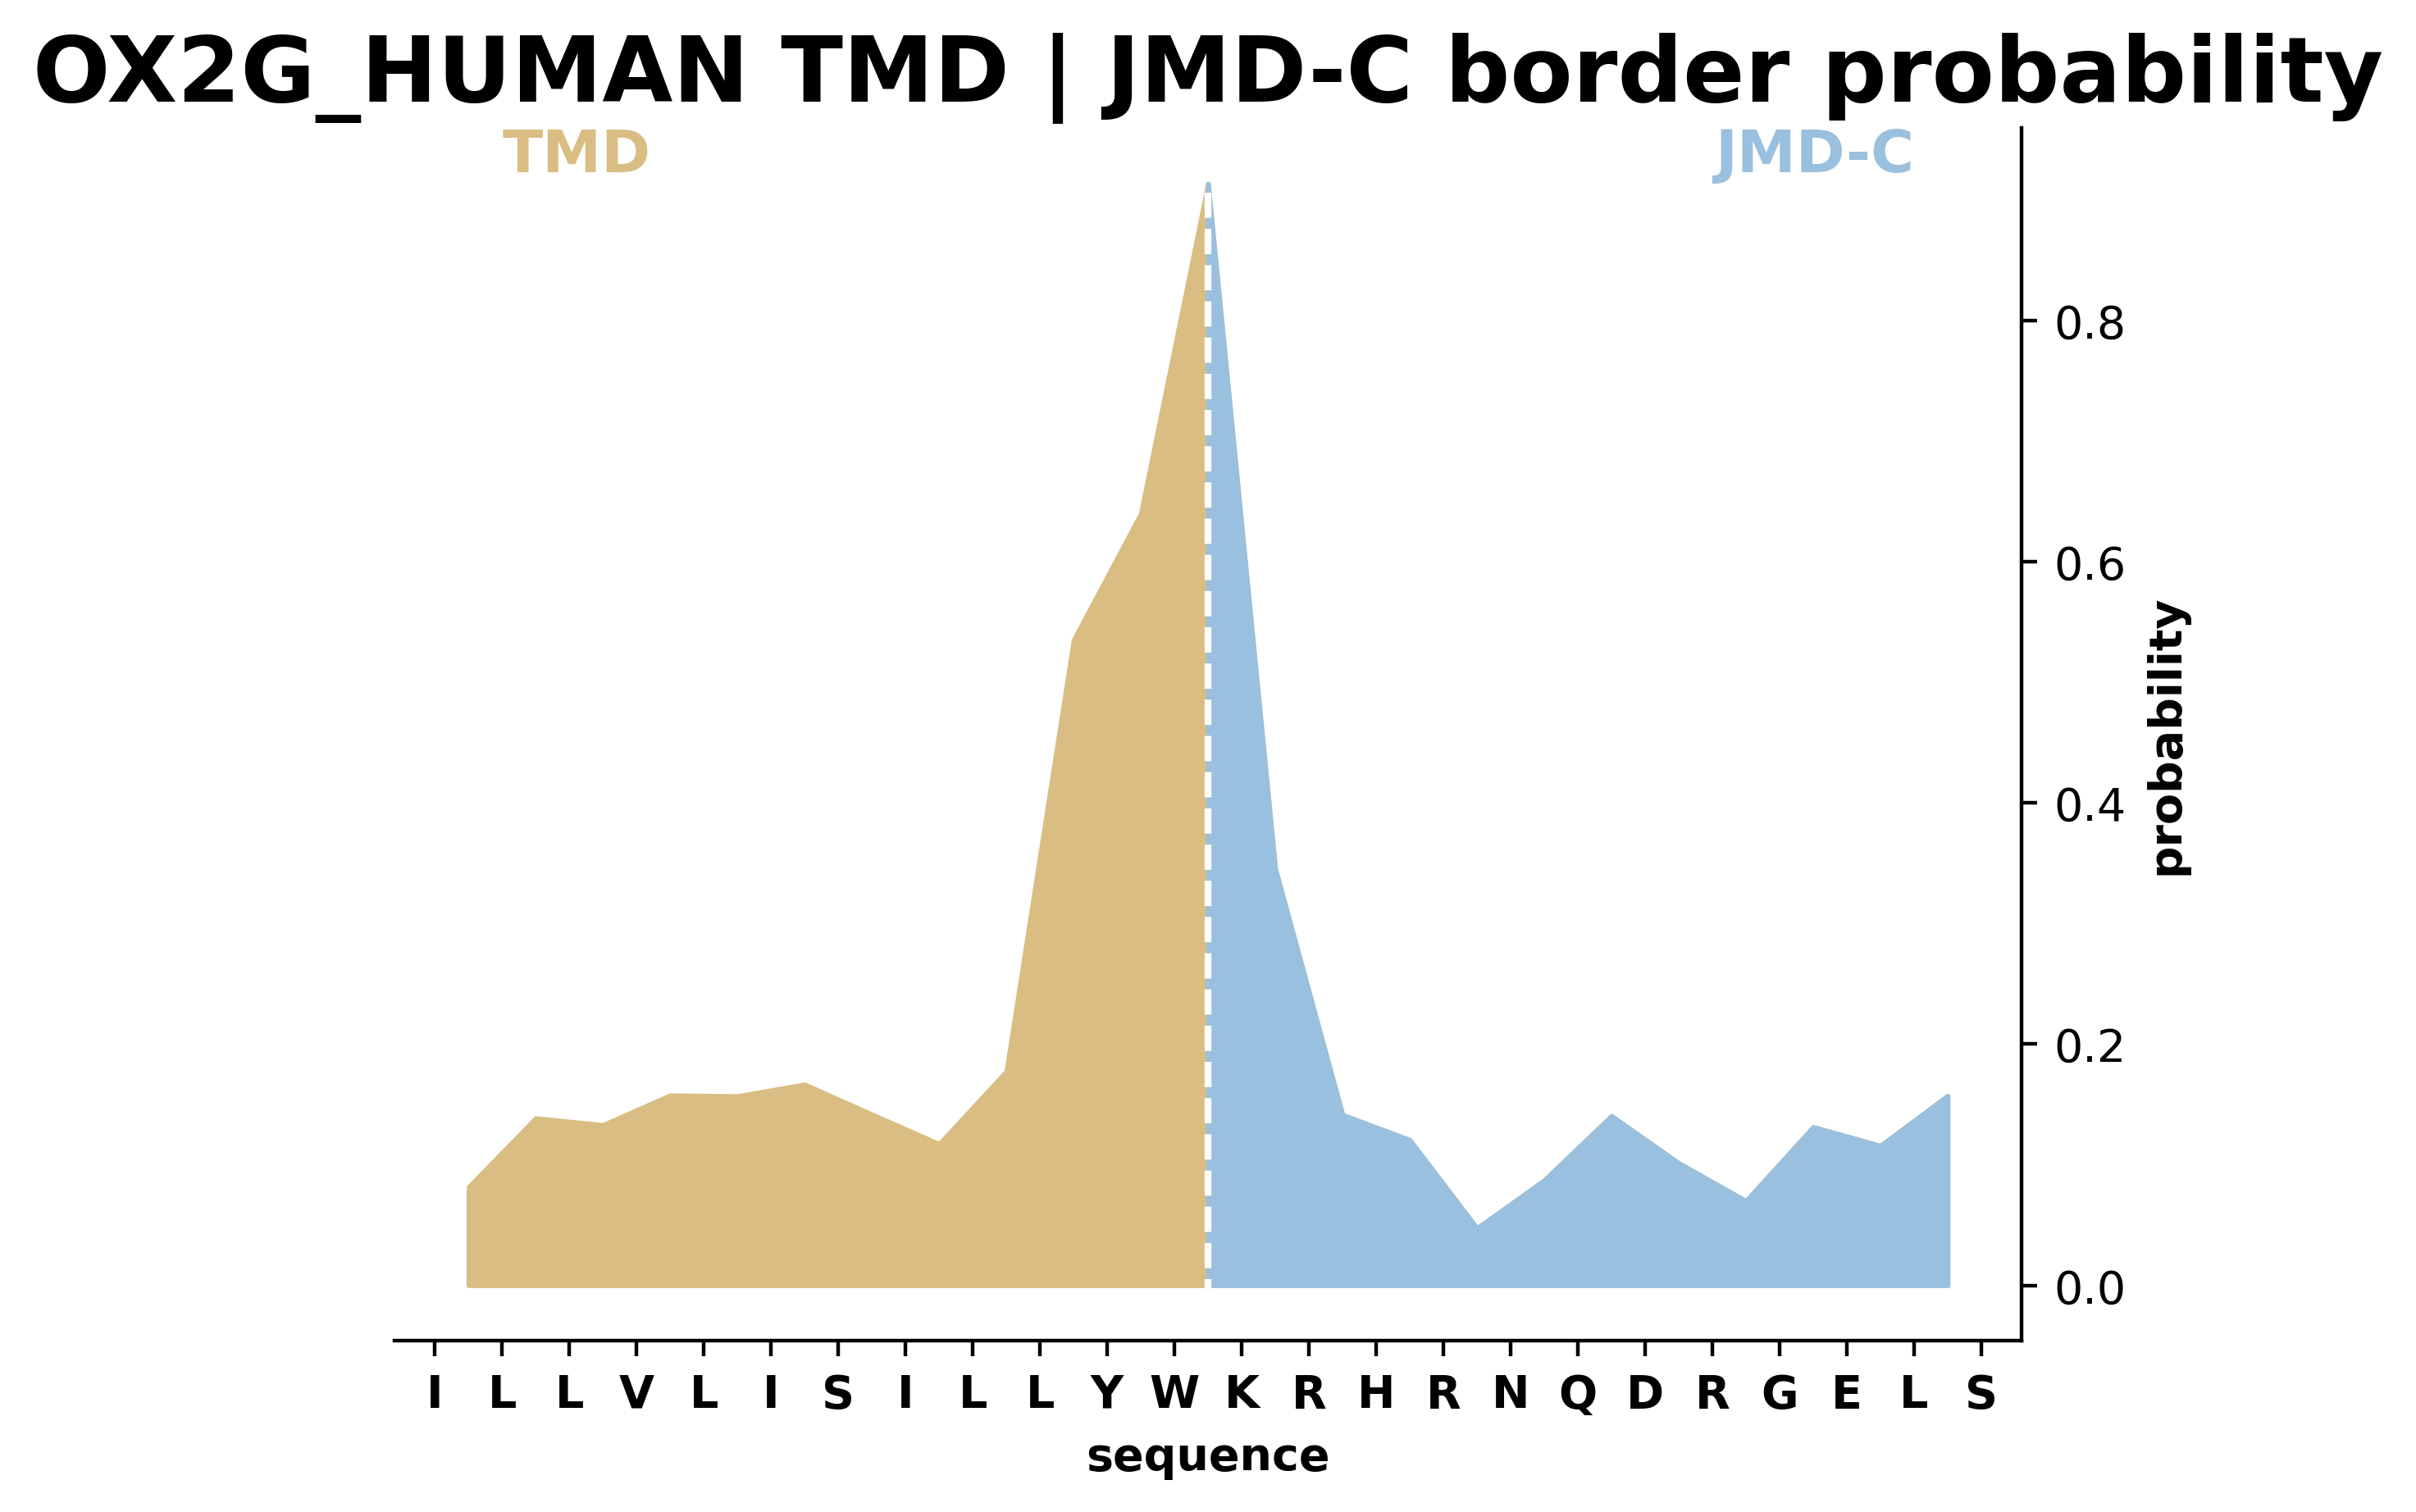 OX2G_HUMAN TMD | JMD-C border probability
TMD
JMD-C
0.8
0.6
0.4
0.2
0.0
probability
I L L V L I S I L L Y W K R H R N Q D R G E L S
sequence